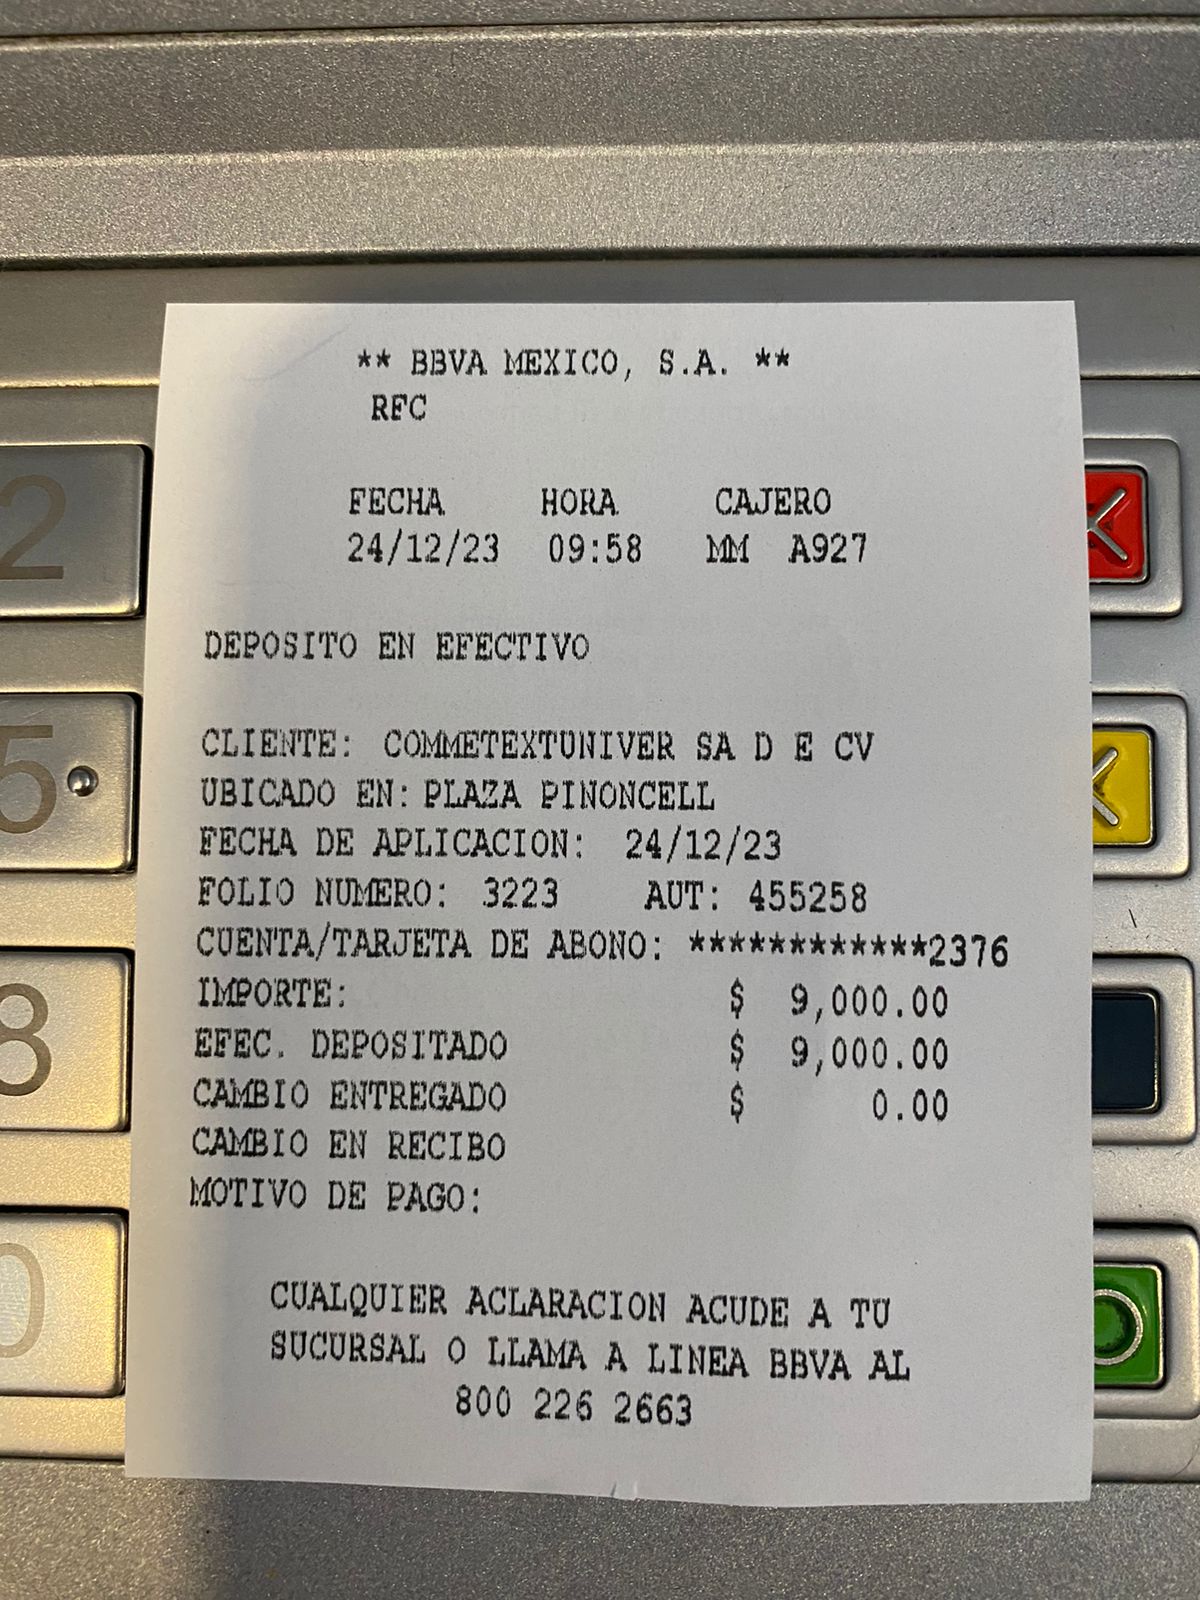 ** BBVA MEXICO, S.A. **
RFC
FECHA HORA CAJERO
24/12/23 09:58 MM A927
DEPOSITO EN EFECTIVO
CLIENTE: COMMETEXTUNIVER SA D E CV
UBICADO EN: PLAZA PINONCELL
FECHA DE APLICACION: 24/12/23
FOLIO NUMERO: 3223 AUT: 455258
CUENTA/TARJETA DE ABONO: ************2376
IMPORTE: $ 9,000.00
EFEC. DEPOSITADO $ 9,000.00
CAMBIO ENTREGADO $ 0.00
CAMBIO EN RECIBO
MOTIVO DE PAGO:
CUALQUIER ACLARACION ACUDE A TU
SUCURSAL O LLAMA A LINEA BBVA AL
800 226 2663
2
5
8
0